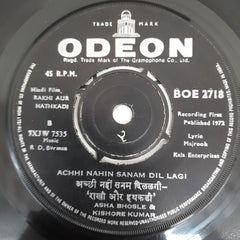 TRADE MARK
ODEON
Regd. Trade Mark of The Gramophone Co., Ltd.
45 R.P.M.
BOE 2718
Hindi Film,
RAKHI AUR
HATHKADI
Recording First
Published 1972
B
TXJW 7535
Music
R. D. Burman
२
Lyric
Majrooh
Kala Enterprises
ACHHI NAHIN SANAM DIL LAGI
अच्छी नहीं सनम दिल्लगी—
'राखी और हथकड़ी'
ASHA BHOSLE &
KISHORE KUMAR